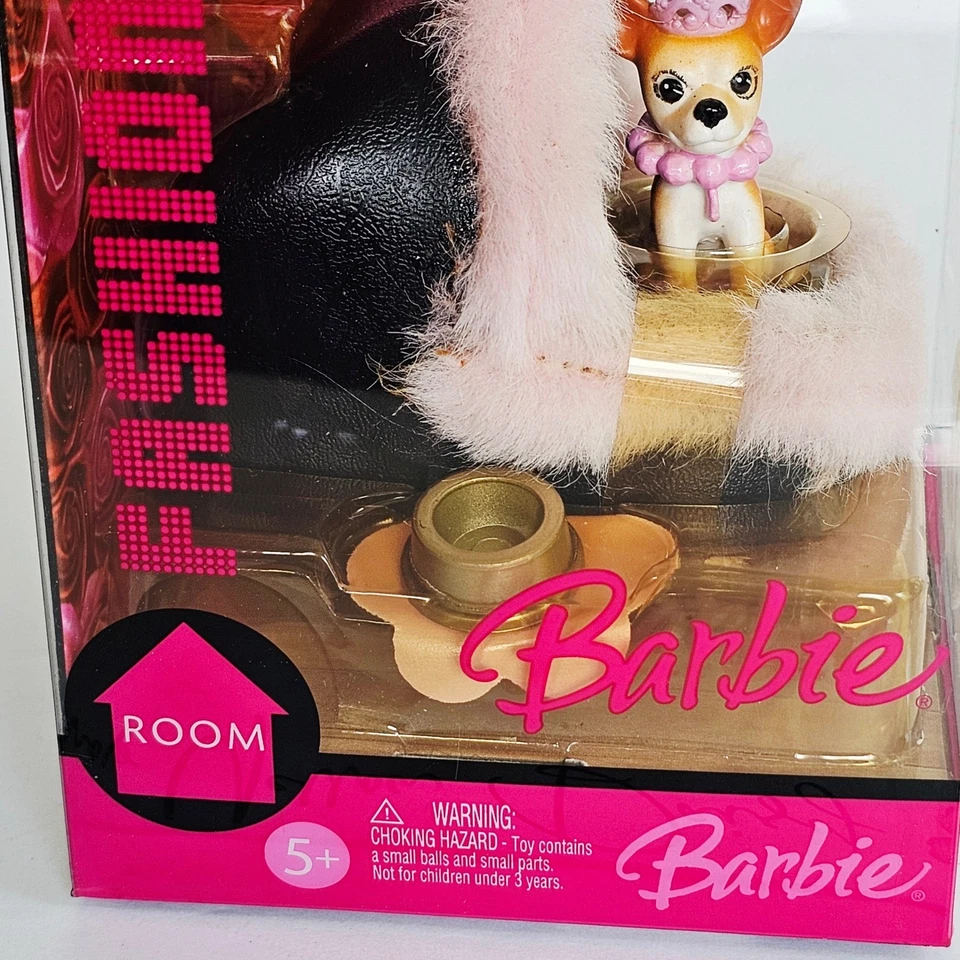 FASHION
Barbie®
ROOM
5+
WARNING:
CHOKING HAZARD - Toy contains
a small balls and small parts.
Not for children under 3 years.
Barbie®